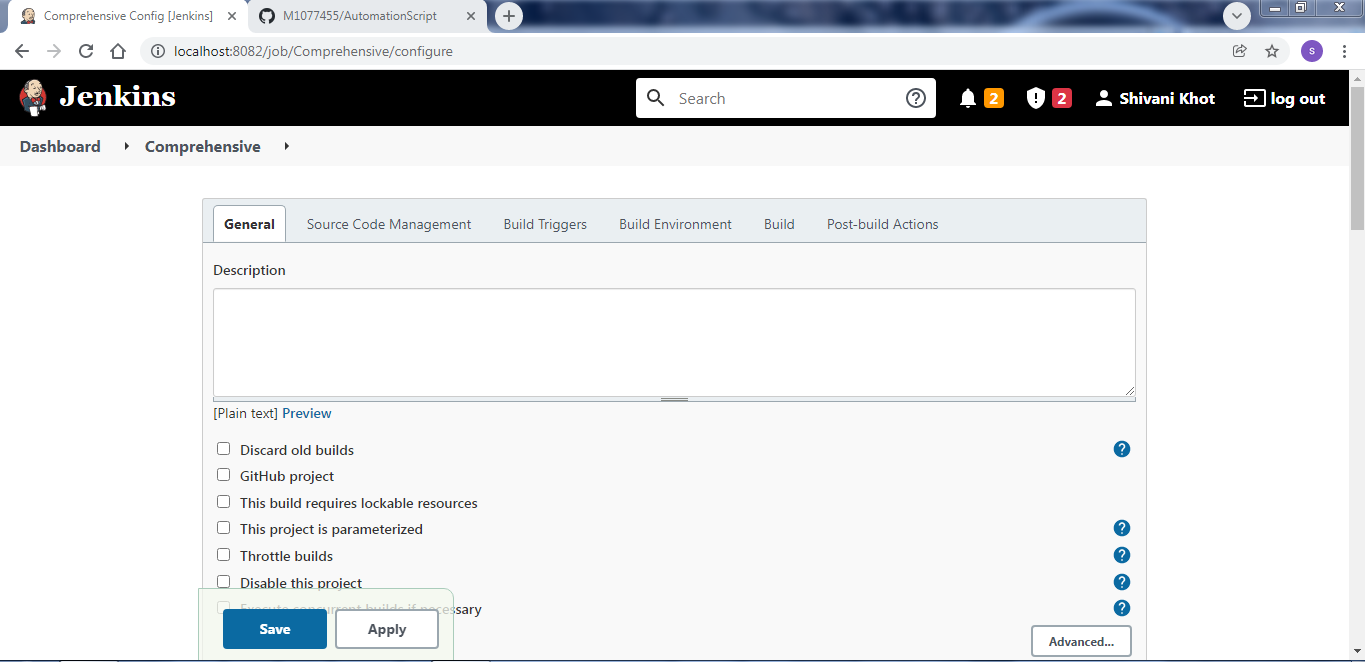 Comprehensive Config [Jenkins]
M1077455/AutomationScript
localhost:8082/job/Comprehensive/configure
S
Jenkins
Search
2
2
Shivani Khot
log out
Dashboard
Comprehensive
General
Source Code Management
Build Triggers
Build Environment
Build
Post-build Actions
Description
[Plain text] Preview
Discard old builds
GitHub project
This build requires lockable resources
This project is parameterized
Throttle builds
Disable this project
Execute concurrent builds if necessary
Save
Apply
Advanced...